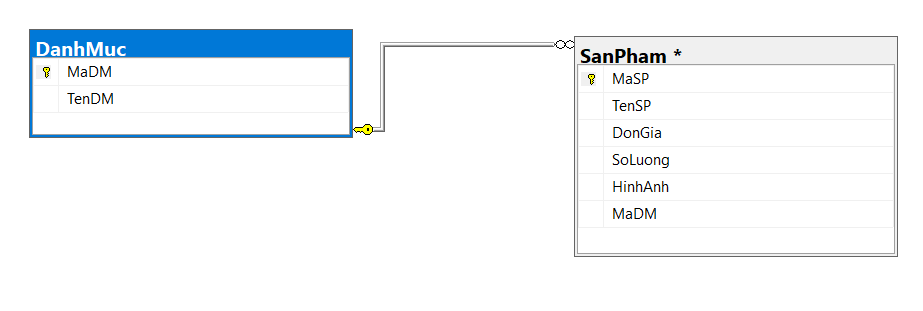 DanhMuc
MaDM
TenDM
SanPham *
MaSP
TenSP
DonGia
SoLuong
HinhAnh
MaDM